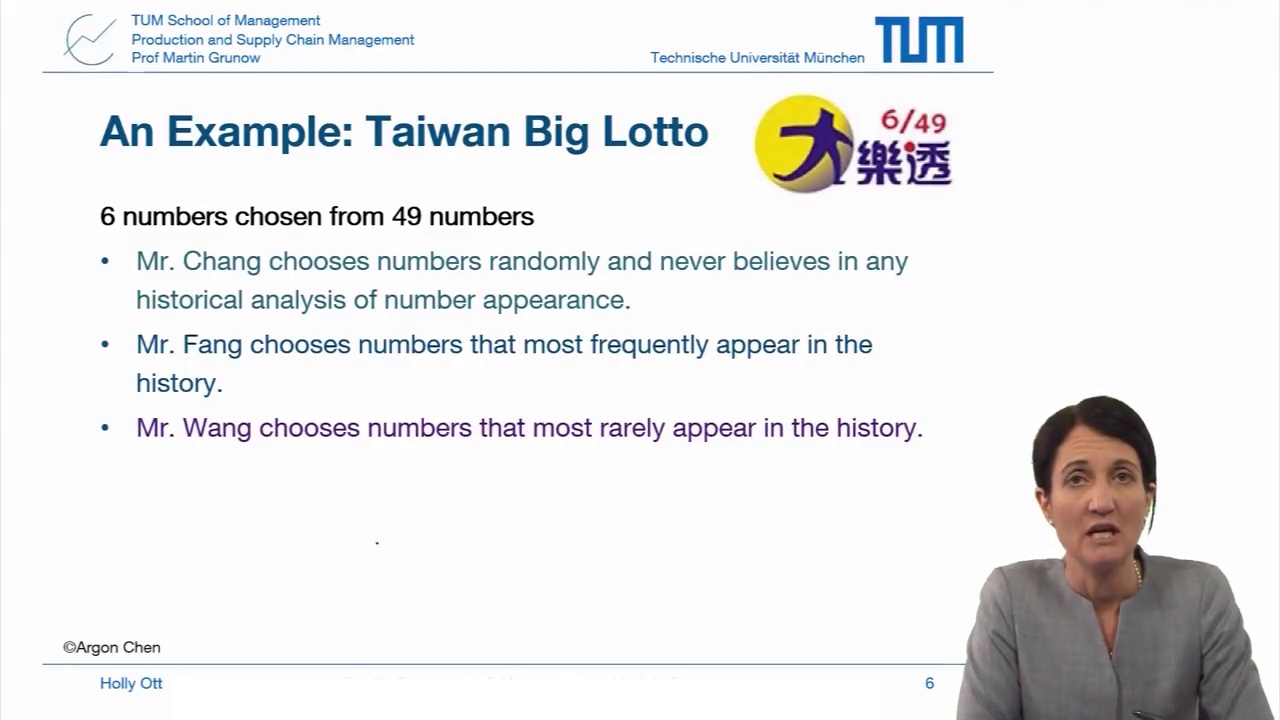 TUM School of Management
Production and Supply Chain Management
Prof Martin Grunow
Technische Universität München
TUM
An Example: Taiwan Big Lotto
6/49
大樂透
6 numbers chosen from 49 numbers
• Mr. Chang chooses numbers randomly and never believes in any
historical analysis of number appearance.
• Mr. Fang chooses numbers that most frequently appear in the
history.
• Mr. Wang chooses numbers that most rarely appear in the history.
©Argon Chen
Holly Ott
6